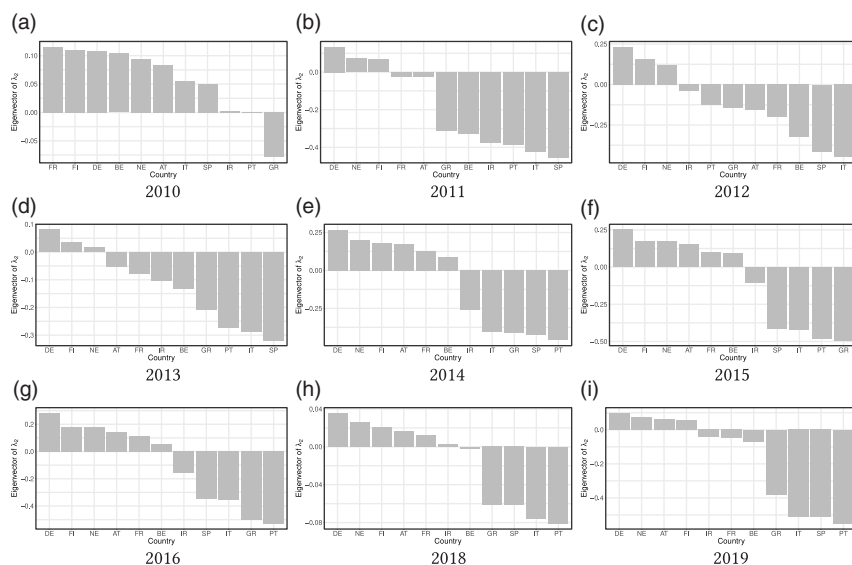 (a)
Eigenvector of λ₂
0.10
0.05
0.00
−0.05
FR FI DE BE NE AT IT SP IR PT GR
Country
2010
(b)
Eigenvector of λ₂
0.0
−0.2
−0.4
DE NE FI FR AT GR BE IR PT IT SP
Country
2011
(c)
Eigenvector of λ₂
0.25
0.00
−0.25
DE FI NE IR PT GR AT FR BE SP IT
Country
2012
(d)
Eigenvector of λ₂
0.1
0.0
−0.1
−0.2
−0.3
DE FI NE AT FR IR BE GR PT IT SP
Country
2013
(e)
Eigenvector of λ₂
0.25
0.00
−0.25
DE NE FI AT FR BE IR IT GR SP PT
Country
2014
(f)
Eigenvector of λ₂
0.25
0.00
−0.25
−0.50
DE FI NE AT FR BE IR SP IT PT GR
Country
2015
(g)
Eigenvector of λ₂
0.2
0.0
−0.2
−0.4
DE FI NE AT FR BE IR SP IT GR PT
Country
2016
(h)
Eigenvector of λ₂
0.04
0.00
−0.04
−0.08
DE NE FI AT FR IR BE GR SP IT PT
Country
2018
(i)
Eigenvector of λ₂
0.0
−0.2
−0.4
DE NE AT FI IR FR BE GR IT SP PT
Country
2019